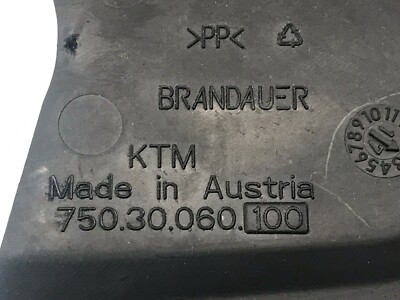 >PP<
BRANDAUER
KTM
Made in Austria
750.30.060.100